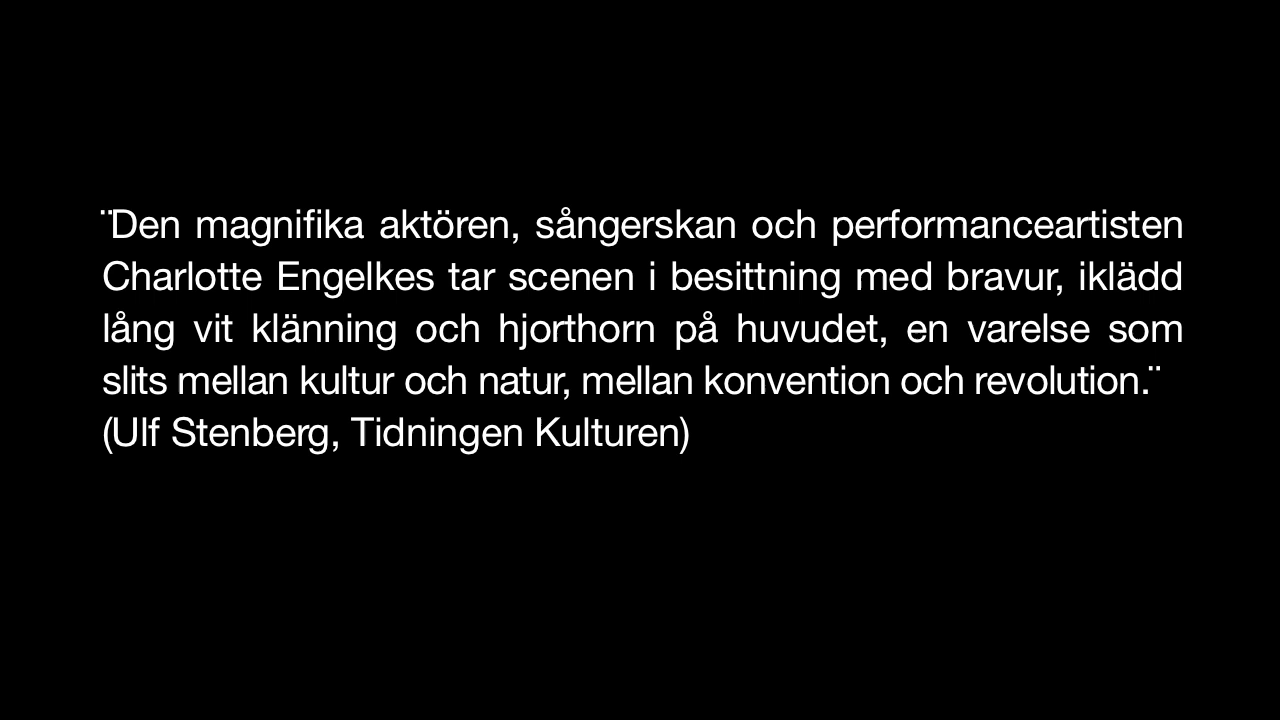 ¨Den magnifika aktören, sångerskan och performanceartisten
Charlotte Engelkes tar scenen i besittning med bravur, iklädd
lång vit klänning och hjorthorn på huvudet, en varelse som
slits mellan kultur och natur, mellan konvention och revolution.¨
(Ulf Stenberg, Tidningen Kulturen)